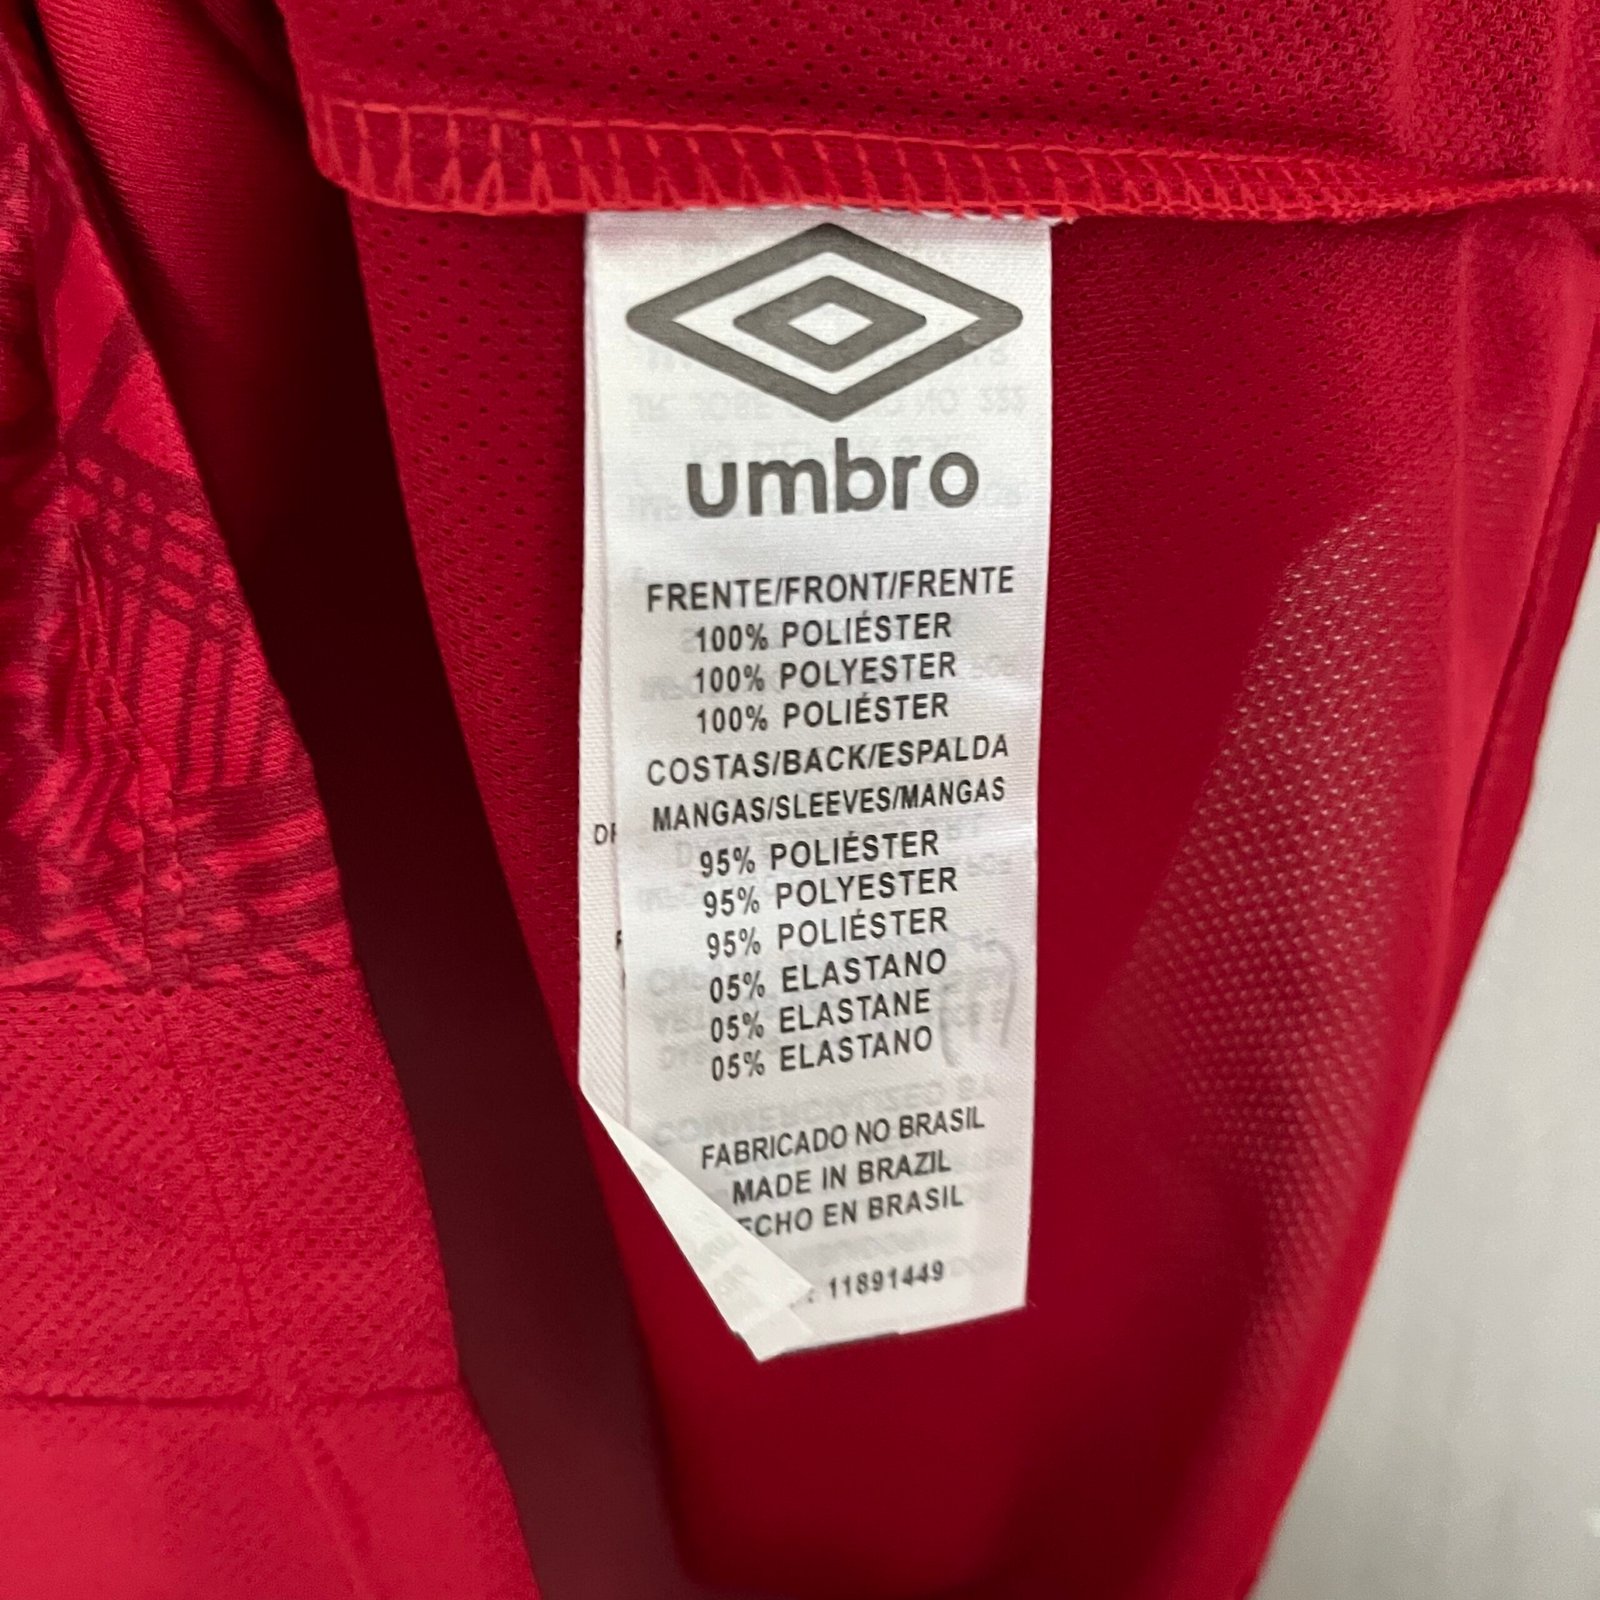 umbro
FRENTE/FRONT/FRENTE
100% POLIÉSTER
100% POLYESTER
100% POLIÉSTER
COSTAS/BACK/ESPALDA
MANGAS/SLEEVES/MANGAS
95% POLIÉSTER
95% POLYESTER
95% POLIÉSTER
05% ELASTANO
05% ELASTANE
05% ELASTANO
FABRICADO NO BRASIL
MADE IN BRAZIL
ECHO EN BRASIL
: 11891449